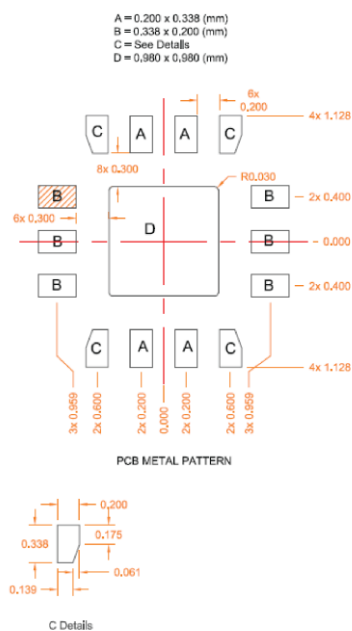 A = 0.200 x 0.338 (mm)
B = 0.338 x 0.200 (mm)
C = See Details
D = 0.980 x 0.980 (mm)
6x
0.200
C A A C
4x 1.128
8x 0.300
R0.030
B
B
2x 0.400
6x 0.300
D
B
B
0.000
B
B
2x 0.400
C A A C
4x 1.128
3x 0.959
2x 0.600
2x 0.200
0.000
2x 0.200
2x 0.600
3x 0.959
PCB METAL PATTERN
0.200
0.338
0.175
0.061
0.139
C Details